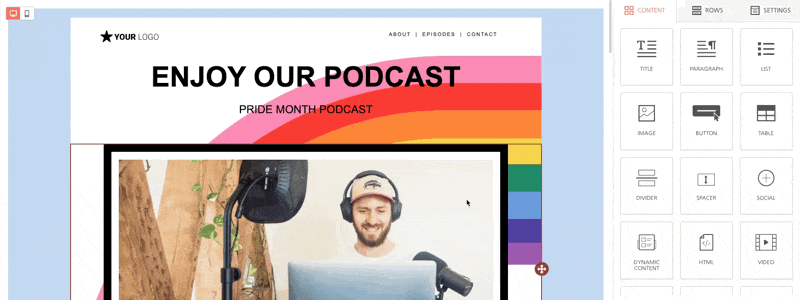 CONTENT ROWS SETTINGS
YOUR LOGO
ABOUT | EPISODES | CONTACT
ENJOY OUR PODCAST
PRIDE MONTH PODCAST
TITLE PARAGRAPH LIST
IMAGE BUTTON TABLE
DIVIDER SPACER SOCIAL
DYNAMIC CONTENT HTML VIDEO